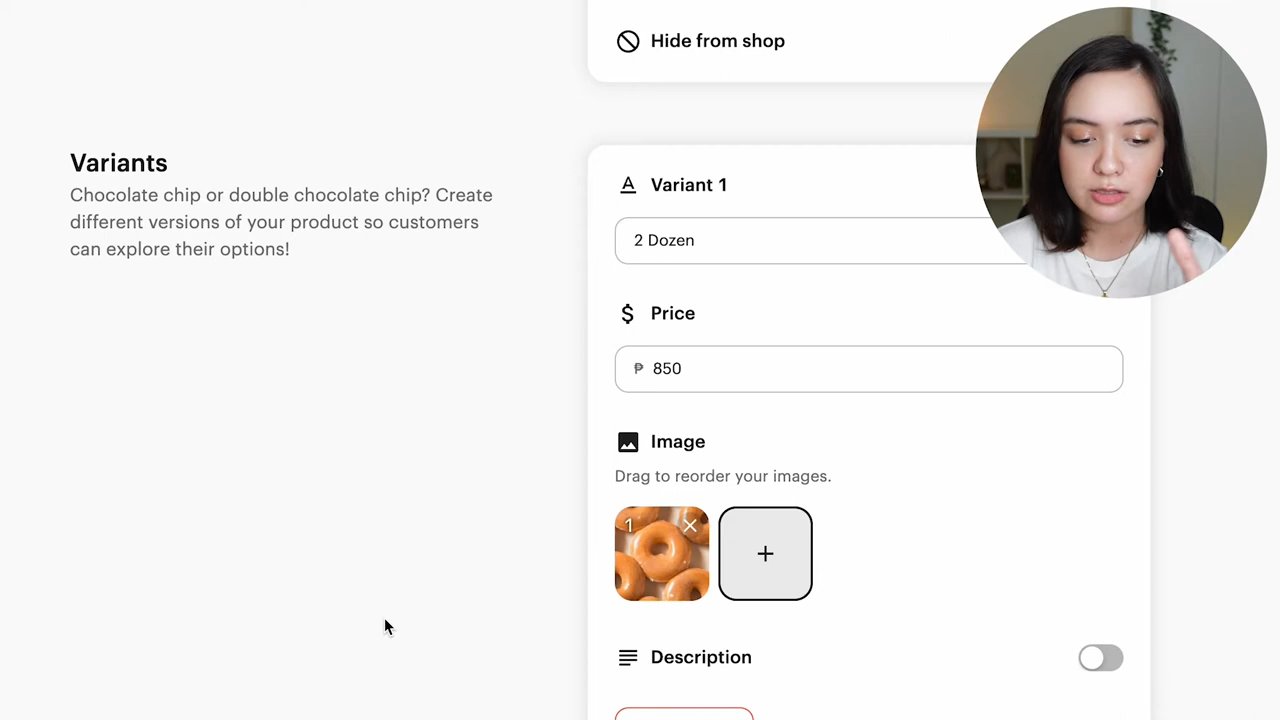 Hide from shop
Variants
Chocolate chip or double chocolate chip? Create
different versions of your product so customers
can explore their options!
Variant 1
2 Dozen
Price
₱ 850
Image
Drag to reorder your images.
1
Description